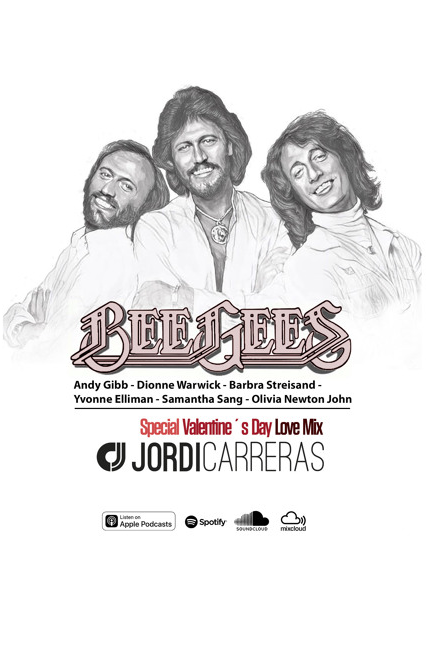 BEE GEES
Andy Gibb - Dionne Warwick - Barbra Streisand -
Yvonne Elliman - Samantha Sang - Olivia Newton John
Special Valentine´s Day Love Mix
JORDICARRERAS
Listen on
Apple Podcasts
Spotify
SOUNDCLOUD
mixcloud